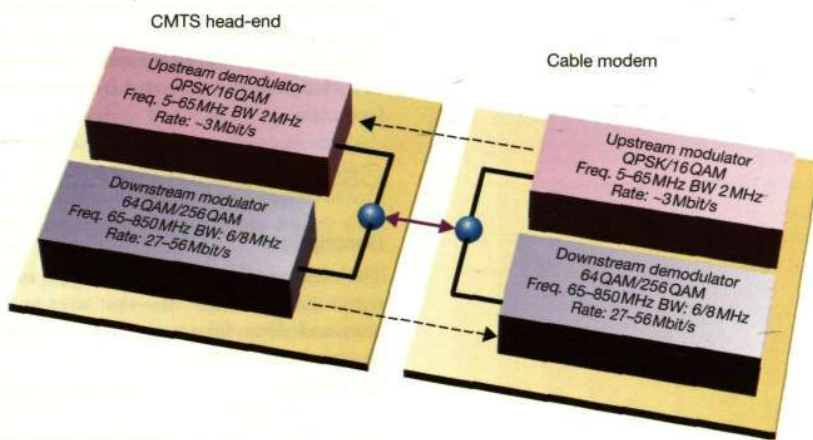 CMTS head-end
Upstream demodulator
QPSK/16QAM
Freq. 5–65MHz BW 2MHz
Rate: ~3Mbit/s
Downstream modulator
64QAM/256QAM
Freq. 65–850MHz BW: 6/8MHz
Rate: 27–56Mbit/s
Cable modem
Upstream modulator
QPSK/16QAM
Freq. 5–65MHz BW 2MHz
Rate: ~3Mbit/s
Downstream demodulator
64QAM/256QAM
Freq. 65–850MHz BW: 6/8MHz
Rate: 27–56Mbit/s